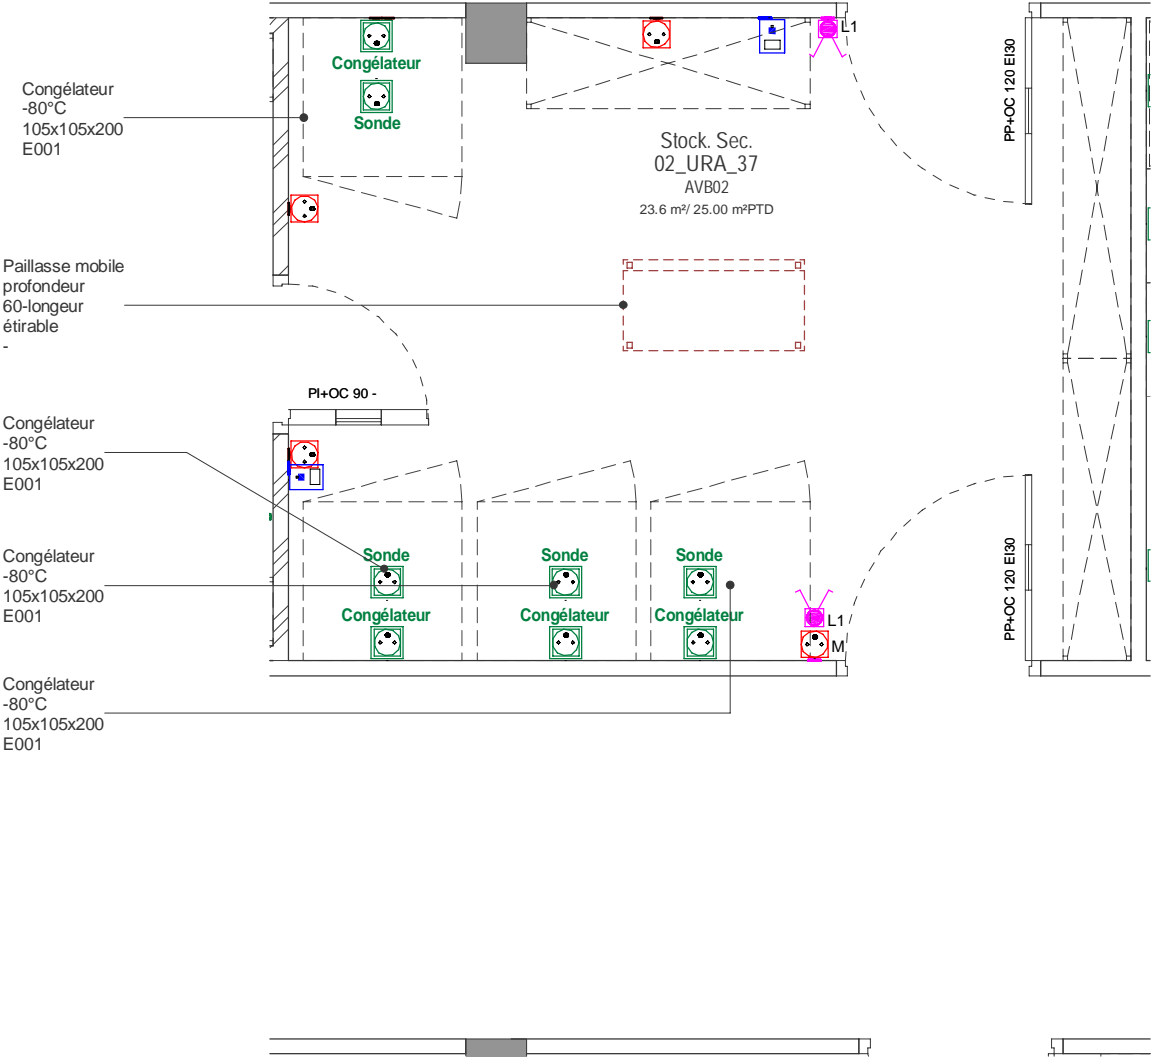 L1
Congélateur
Sonde
Congélateur
-80°C
105x105x200
E001
PP+OC 120 EI30
Stock. Sec.
02_URA_37
AVB02
23.6 m²/ 25.00 m²PTD
Paillasse mobile
profondeur
60-longeur
étirable
-
PI+OC 90 -
Congélateur
-80°C
105x105x200
E001
Sonde
Sonde
Sonde
Congélateur
-80°C
105x105x200
E001
PP+OC 120 EI30
Congélateur
Congélateur
Congélateur
L1
M
Congélateur
-80°C
105x105x200
E001